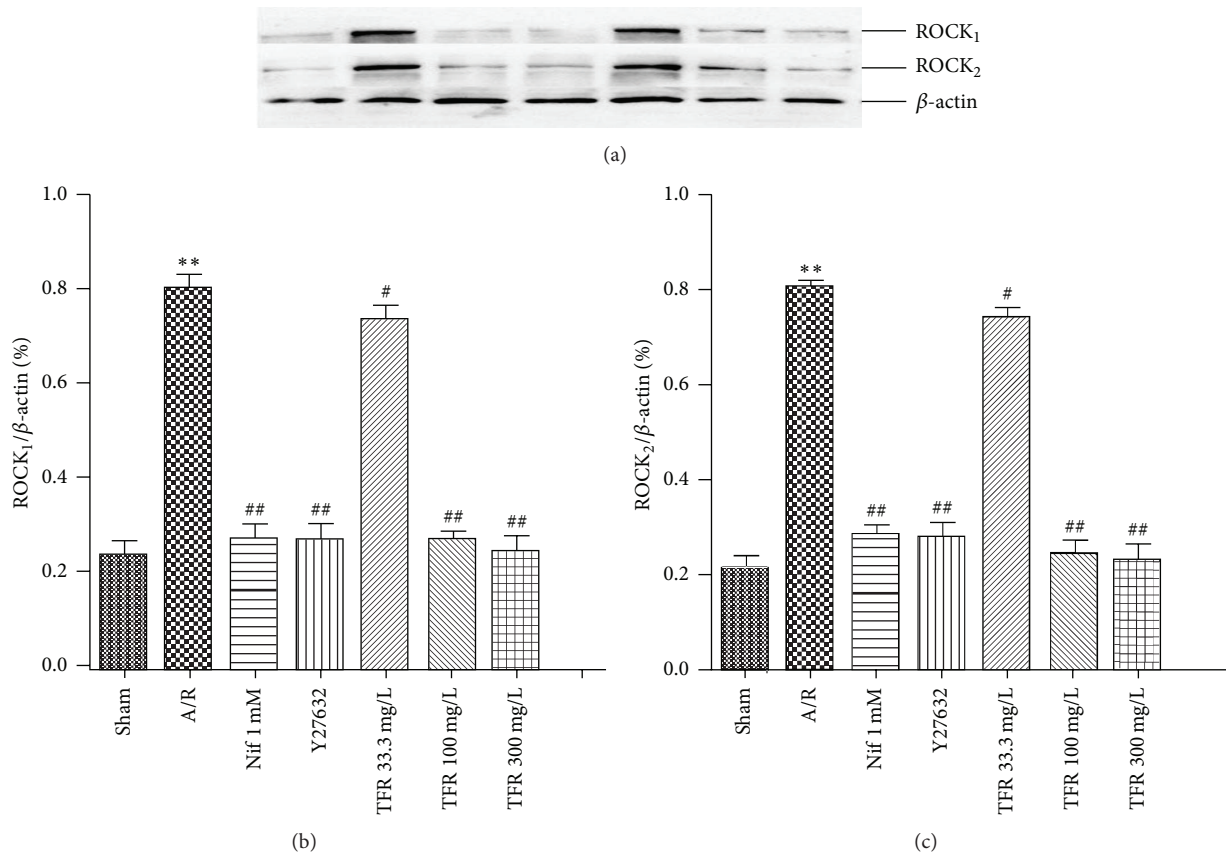 ROCK₁
ROCK₂
β-actin
(a)
ROCK₁/β-actin (%)
1.0
0.8
0.6
0.4
0.2
0.0
**
##
##
#
##
##
Sham
A/R
Nif 1 mM
Y27632
TFR 33.3 mg/L
TFR 100 mg/L
TFR 300 mg/L
(b)
ROCK₂/β-actin (%)
1.0
0.8
0.6
0.4
0.2
0.0
**
##
##
#
##
##
Sham
A/R
Nif 1 mM
Y27632
TFR 33.3 mg/L
TFR 100 mg/L
TFR 300 mg/L
(c)